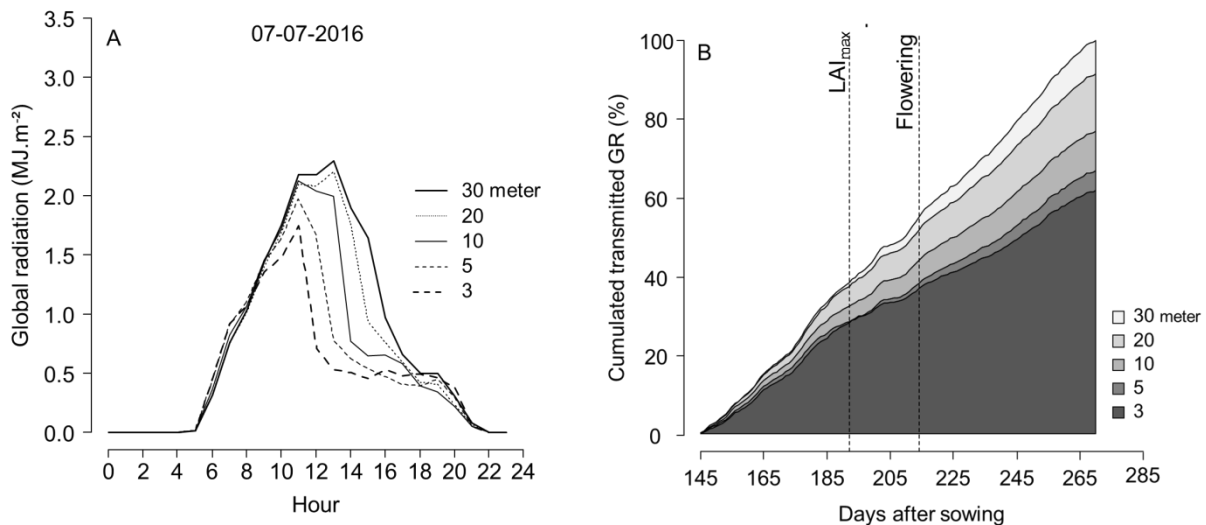 A
07-07-2016
Global radiation (MJ.m⁻²)
3.5
3.0
2.5
2.0
1.5
1.0
0.5
0.0
30 meter
20
10
5
3
0 2 4 6 8 10 12 14 16 18 20 22 24
Hour
B
LAImax
Flowering
Cumulated transmitted GR (%)
100
80
60
40
20
0
30 meter
20
10
5
3
145 165 185 205 225 245 265 285
Days after sowing